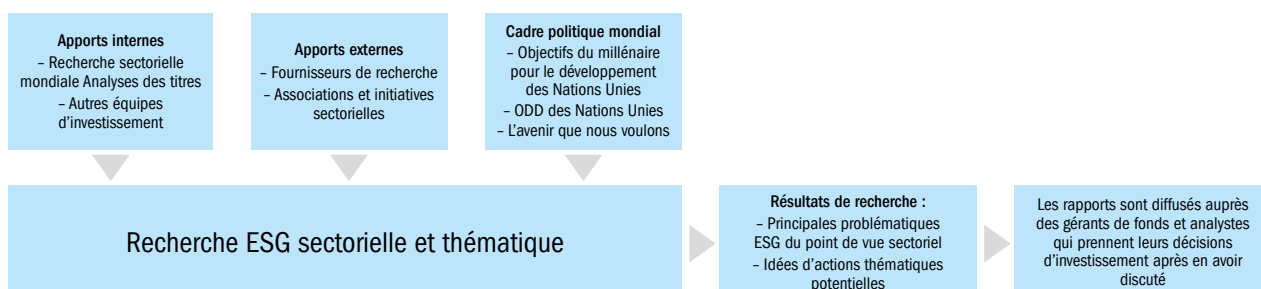 Apports internes
– Recherche sectorielle
mondiale Analyses des titres
– Autres équipes
d'investissement
Apports externes
– Fournisseurs de recherche
– Associations et initiatives
sectorielles
Cadre politique mondial
– Objectifs du millénaire
pour le développement
des Nations Unies
– ODD des Nations Unies
– L'avenir que nous voulons
Recherche ESG sectorielle et thématique
Résultats de recherche :
– Principales problématiques
ESG du point de vue sectoriel
– Idées d'actions thématiques
potentielles
Les rapports sont diffusés auprès
des gérants de fonds et analystes
qui prennent leurs décisions
d'investissement après en avoir
discuté